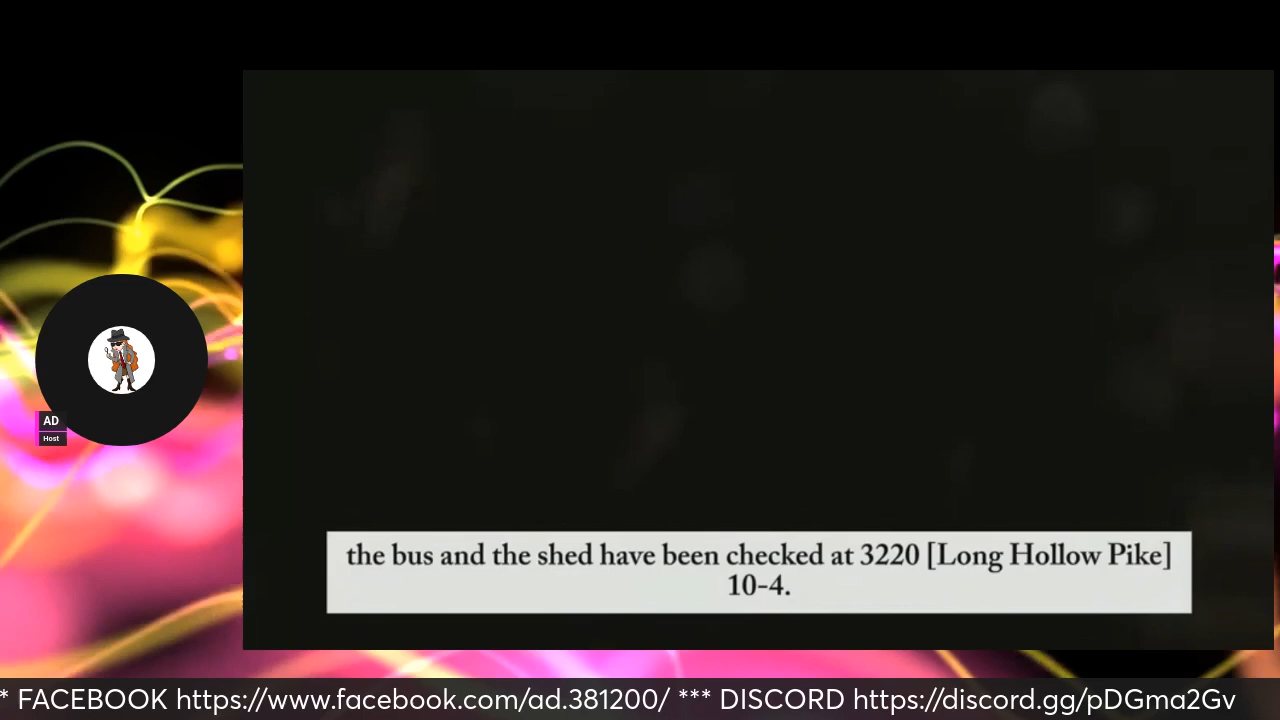 the bus and the shed have been checked at 3220 [Long Hollow Pike]
10-4.
AD
Host
* FACEBOOK https://www.facebook.com/ad.381200/ *** DISCORD https://discord.gg/pDGma2Gv